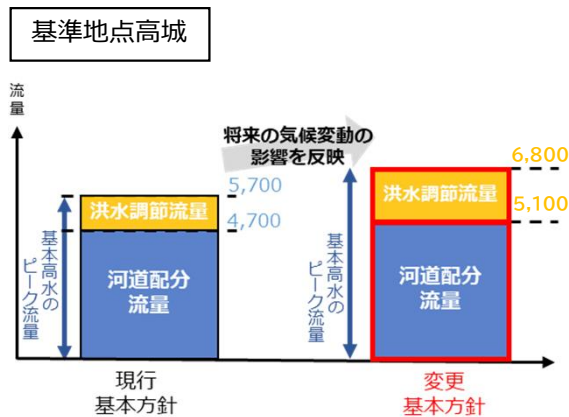 基準地点高城
流
量
将来の気候変動の
影響を反映
5,700
4,700
6,800
5,100
洪水調節流量
河道配分
流量
基本高水の
ピーク流量
洪水調節流量
河道配分
流量
基本高水の
ピーク流量
現行
基本方針
変更
基本方針